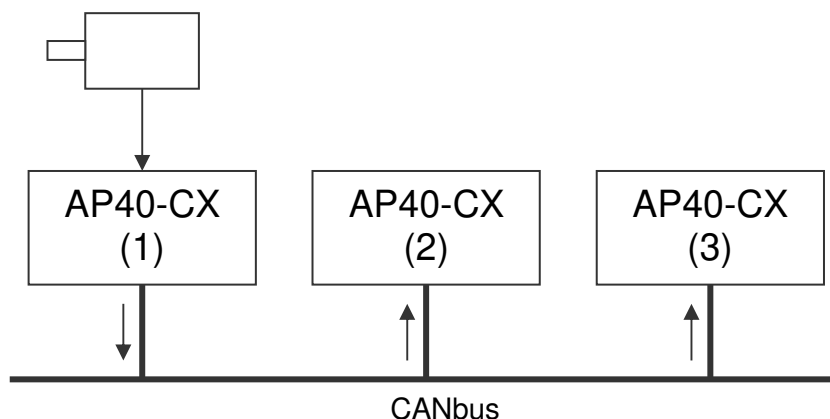 AP40-CX
(1)
AP40-CX
(2)
AP40-CX
(3)
CANbus